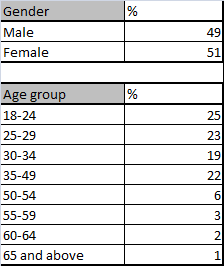 Gender %
Male 49
Female 51
Age group %
18-24 25
25-29 23
30-34 19
35-49 22
50-54 6
55-59 3
60-64 2
65 and above 1